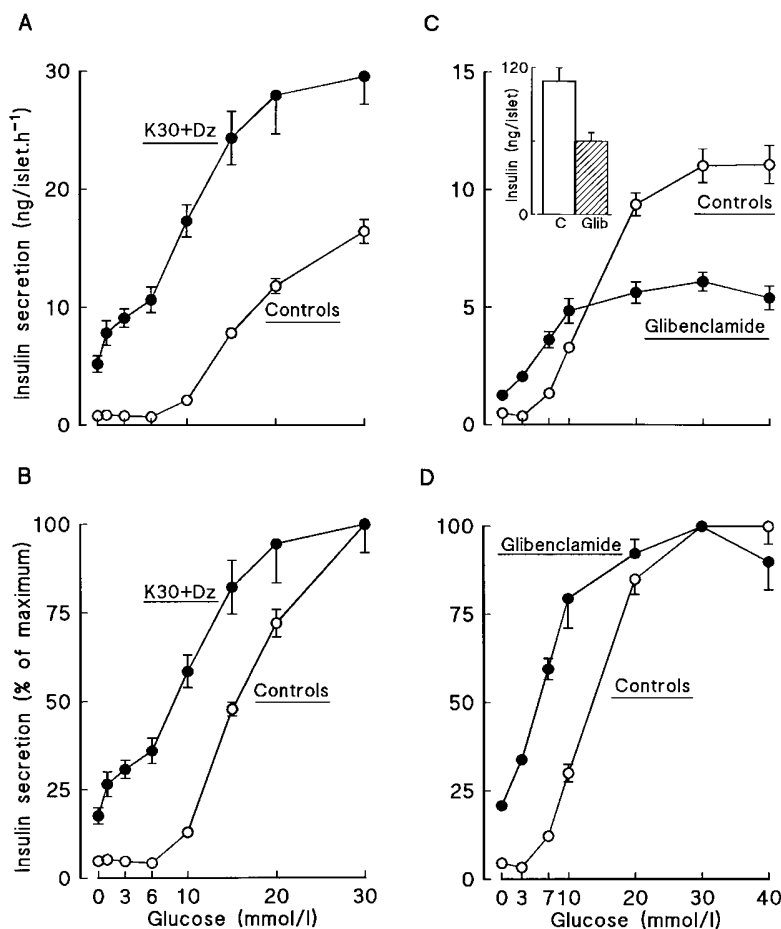 A
Insulin secretion (ng/islet.h⁻¹)
30
20
10
0
K30+Dz
Controls
C
15
10
5
0
Insulin (ng/islet)
120
0
C Glib
Controls
Glibenclamide
B
Insulin secretion (% of maximum)
100
75
50
25
0
K30+Dz
Controls
0 3 6 10 20 30
Glucose (mmol/l)
D
100
75
50
25
0
Glibenclamide
Controls
0 3 7 10 20 30 40
Glucose (mmol/l)